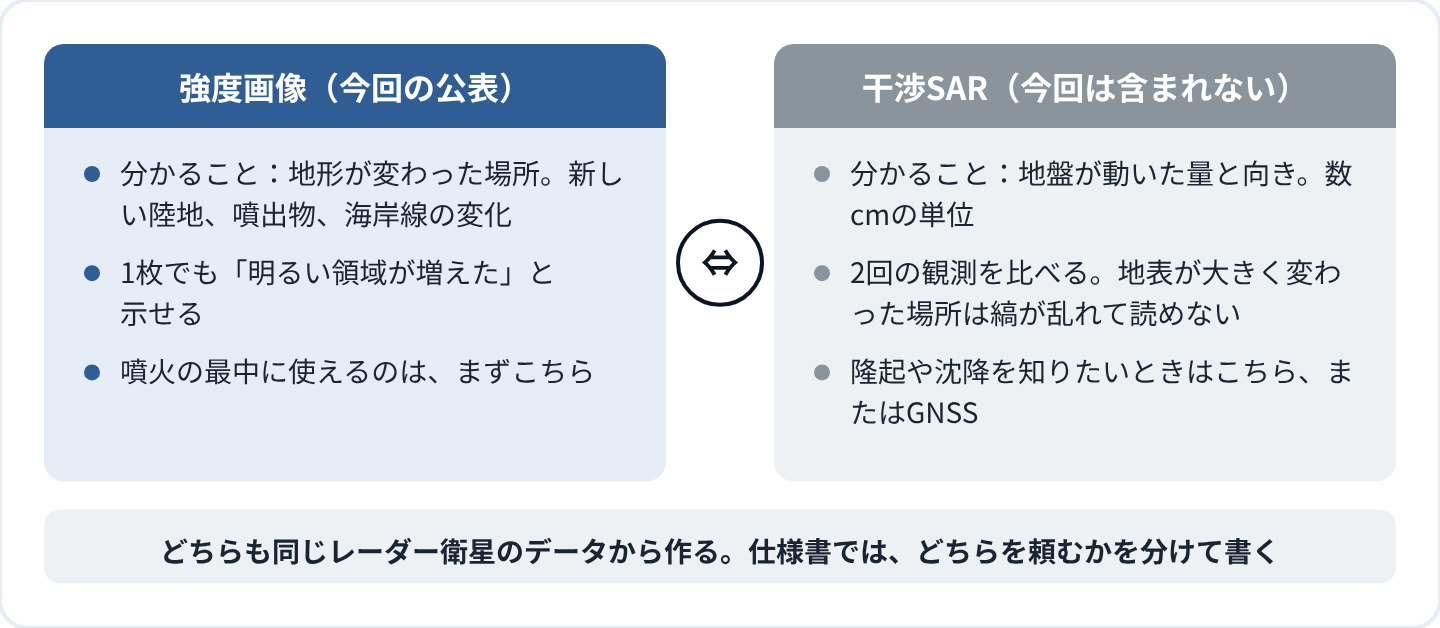 強度画像（今回の公表）
分かること：地形が変わった場所。新し
い陸地、噴出物、海岸線の変化
1枚でも「明るい領域が増えた」と
示せる
噴火の最中に使えるのは、まずこちら
⇔
干渉SAR（今回は含まれない）
分かること：地盤が動いた量と向き。数
cmの単位
2回の観測を比べる。地表が大きく変わ
った場所は縞が乱れて読めない
隆起や沈降を知りたいときはこちら、ま
たはGNSS
どちらも同じレーダー衛星のデータから作る。仕様書では、どちらを頼むかを分けて書く